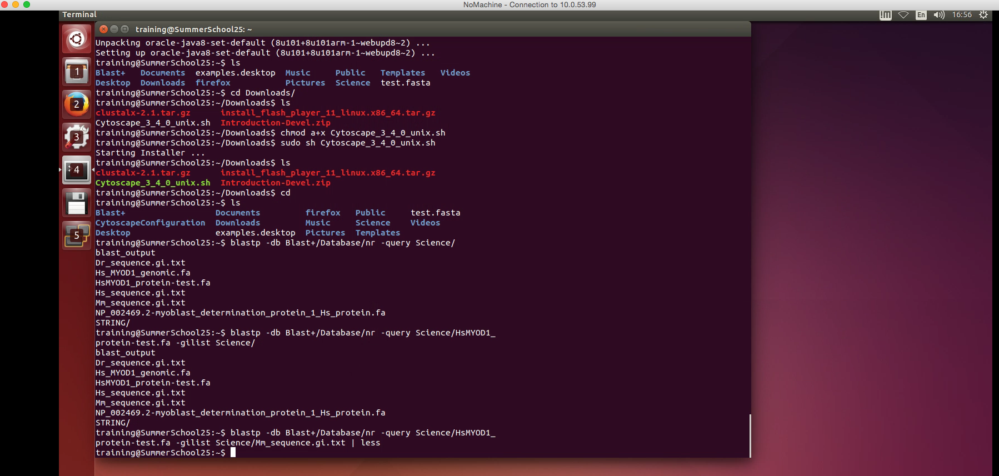 NoMachine - Connection to 10.0.53.99
Terminal
En
16:56
training@SummerSchool25: ~
1
2
3
4
5
Unpacking oracle-java8-set-default (8u101+8u101arm-1~webupd8~2) ...
Setting up oracle-java8-set-default (8u101+8u101arm-1~webupd8~2) ...
training@SummerSchool25:~$ ls
Blast+ Documents examples.desktop Music Public Templates Videos
Desktop Downloads firefox Pictures Science test.fasta
training@SummerSchool25:~$ cd Downloads/
training@SummerSchool25:~/Downloads$ ls
clustalx-2.1.tar.gz install_flash_player_11_linux.x86_64.tar.gz
Cytoscape_3_4_0_unix.sh Introduction-Devel.zip
training@SummerSchool25:~/Downloads$ chmod a+x Cytoscape_3_4_0_unix.sh
training@SummerSchool25:~/Downloads$ sudo sh Cytoscape_3_4_0_unix.sh
Starting Installer ...
training@SummerSchool25:~/Downloads$ ls
clustalx-2.1.tar.gz install_flash_player_11_linux.x86_64.tar.gz
Cytoscape_3_4_0_unix.sh Introduction-Devel.zip
training@SummerSchool25:~/Downloads$ cd
training@SummerSchool25:~$ ls
Blast+ Documents firefox Public test.fasta
CytoscapeConfiguration Downloads Music Science Videos
Desktop examples.desktop Pictures Templates
training@SummerSchool25:~$ blastp -db Blast+/Database/nr -query Science/
blast_output
Dr_sequence.gi.txt
Hs_MYOD1_genomic.fa
HsMYOD1_protein-test.fa
Hs_sequence.gi.txt
Mm_sequence.gi.txt
NP_002469.2-myoblast_determination_protein_1_Hs_protein.fa
STRING/
training@SummerSchool25:~$ blastp -db Blast+/Database/nr -query Science/HsMYOD1_
protein-test.fa -gilist Science/
blast_output
Dr_sequence.gi.txt
Hs_MYOD1_genomic.fa
HsMYOD1_protein-test.fa
Hs_sequence.gi.txt
Mm_sequence.gi.txt
NP_002469.2-myoblast_determination_protein_1_Hs_protein.fa
STRING/
training@SummerSchool25:~$ blastp -db Blast+/Database/nr -query Science/HsMYOD1_
protein-test.fa -gilist Science/Mm_sequence.gi.txt | less
training@SummerSchool25:~$